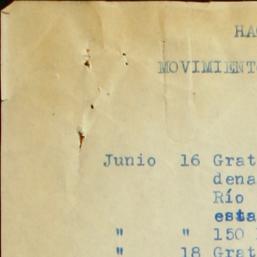 HA
MOVIMIENT
Junio 16 Grat
dena
Río
esta
" " 150
" 18 Grat